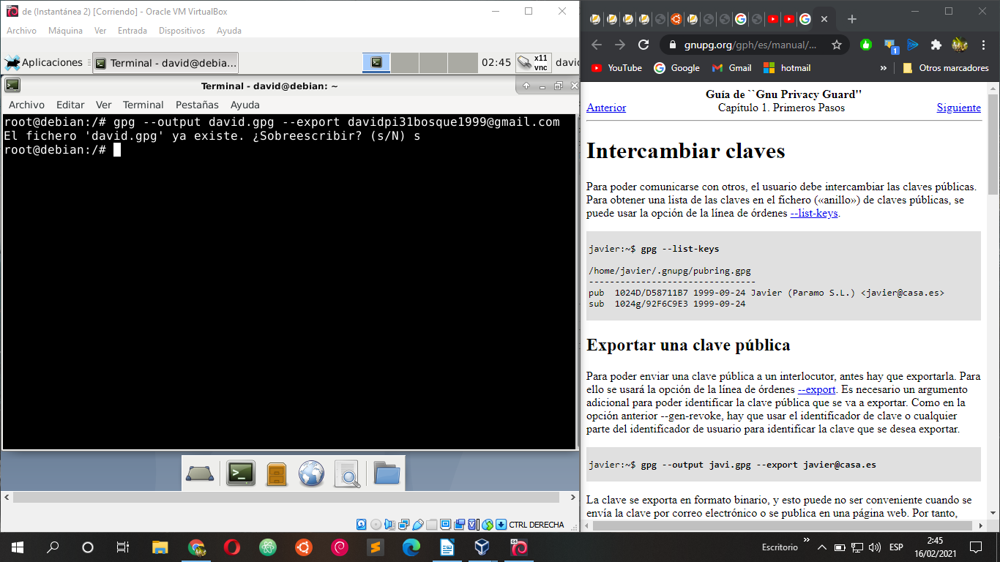 de (Instantánea 2) [Corriendo] - Oracle VM VirtualBox
Archivo Máquina Ver Entrada Dispositivos Ayuda
Aplicaciones Terminal - david@debia... 02:45 x11 vnc david
Terminal - david@debian: ~
Archivo Editar Ver Terminal Pestañas Ayuda
root@debian:/# gpg --output david.gpg --export davidpi31bosque1999@gmail.com
El fichero 'david.gpg' ya existe. ¿Sobreescribir? (s/N) s
root@debian:/#
CTRL DERECHA
gnupg.org/gph/es/manual/...
1
YouTube Google Gmail hotmail » Otros marcadores
Guía de ``Gnu Privacy Guard''
Anterior Capítulo 1. Primeros Pasos Siguiente
Intercambiar claves
Para poder comunicarse con otros, el usuario debe intercambiar las claves públicas.
Para obtener una lista de las claves en el fichero («anillo») de claves públicas, se
puede usar la opción de la línea de órdenes --list-keys.
javier:~$ gpg --list-keys
/home/javier/.gnupg/pubring.gpg
--------------------------------
pub 1024D/D58711B7 1999-09-24 Javier (Paramo S.L.) <javier@casa.es>
sub 1024g/92F6C9E3 1999-09-24
Exportar una clave pública
Para poder enviar una clave pública a un interlocutor, antes hay que exportarla. Para
ello se usará la opción de la línea de órdenes --export. Es necesario un argumento
adicional para poder identificar la clave pública que se va a exportar. Como en la
opción anterior --gen-revoke, hay que usar el identificador de clave o cualquier
parte del identificador de usuario para identificar la clave que se desea exportar.
javier:~$ gpg --output javi.gpg --export javier@casa.es
La clave se exporta en formato binario, y esto puede no ser conveniente cuando se
envía la clave por correo electrónico o se publica en una página web. Por tanto,
Escritorio » ESP 2:45
16/02/2021